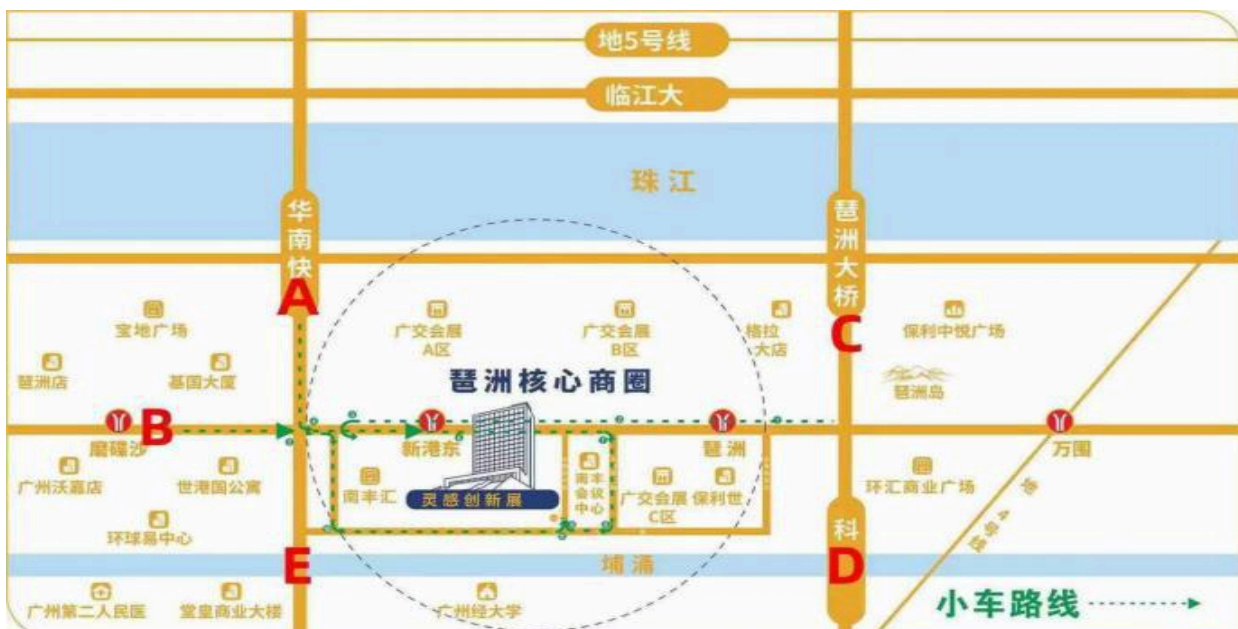 地5号线
临江大
珠江
华南快
琶洲大桥
A
C
宝地广场
广交会展
A区
广交会展
B区
格拉
大店
保利中悦广场
琶洲店
基国大厦
琶洲核心商圈
琶洲岛
B
磨碟沙
新港东
琶洲
万围
广州沃嘉店
世港国公寓
南丰汇
灵感创新展
南丰
会议
中心
广交会展
C区
保利世
环汇商业广场
环球易中心
地4号线
科
E
埔涌
D
广州第二人民医
堂皇商业大楼
广州经大学
小车路线